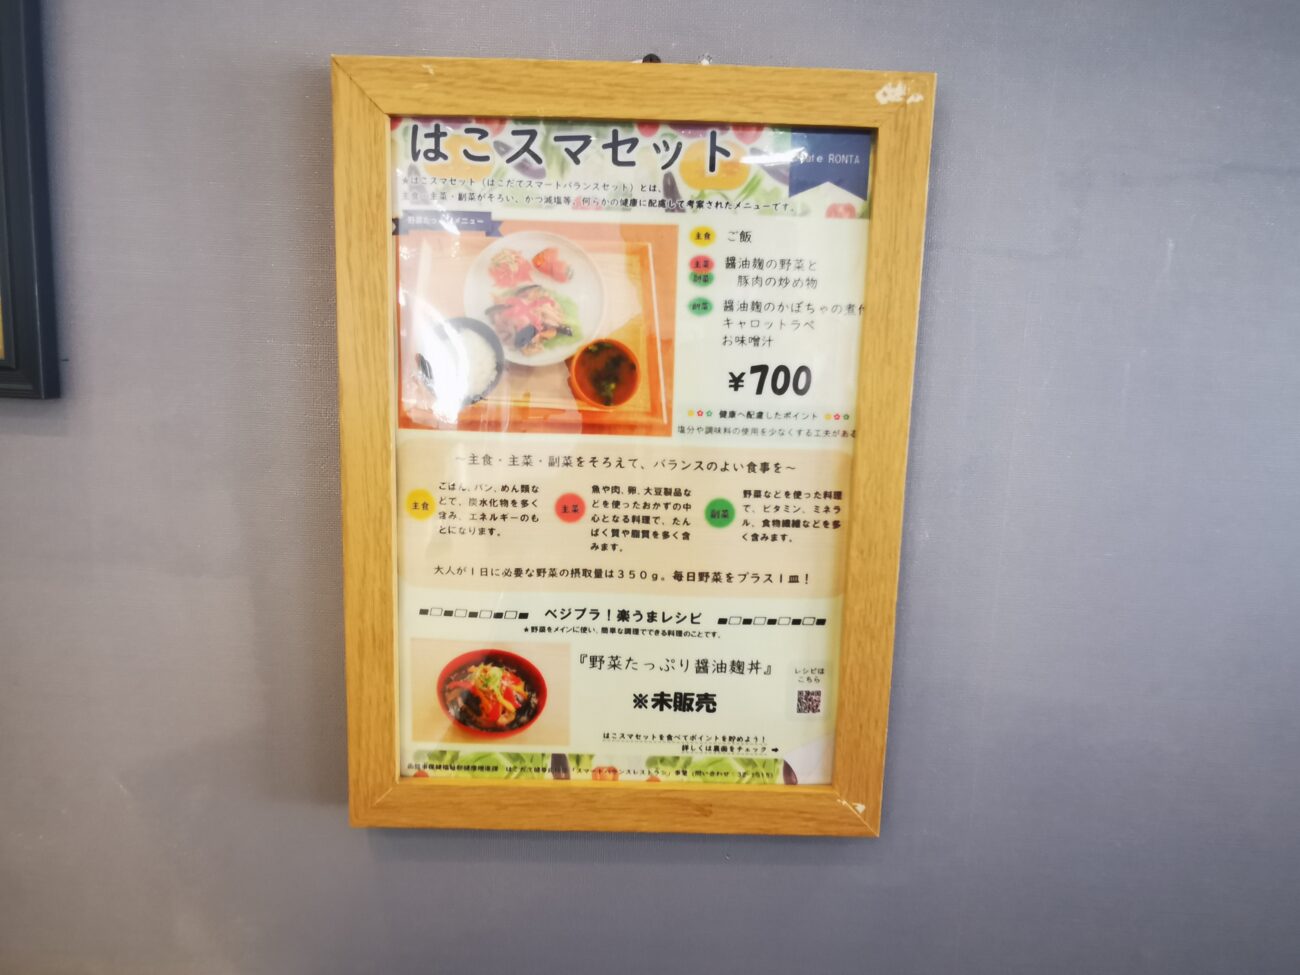 はこスマセット
RONTA
★はこスマセット（はこだてスマートバランスセット）とは、
主食・主菜・副菜がそろい、かつ減塩等、何らかの健康に配慮して考案されたメニューです。
野菜たっぷりメニュー
主食 ご飯
主菜 副菜 醤油麹の野菜と
豚肉の炒め物
副菜 醤油麹のかぼちゃの煮付
キャロットラペ
お味噌汁
¥700
健康へ配慮したポイント
塩分や調味料の使用を少なくする工夫がある
～主食・主菜・副菜をそろえて、バランスのよい食事を～
主食
ごはん、パン、めん類な
どで、炭水化物を多く
含み、エネルギーのも
とになります。
主菜
魚や肉、卵、大豆製品な
どを使ったおかずの中
心となる料理で、たん
ぱく質や脂質を多く含
みます。
副菜
野菜などを使った料理
で、ビタミン、ミネラ
ル、食物繊維などを多
く含みます。
大人が1日に必要な野菜の摂取量は350g。毎日野菜をプラス1皿！
ベジプラ！楽うまレシピ
★野菜をメインに使い、簡単な調理でできる料理のことです。
『野菜たっぷり醤油麹丼』
※未販売
レシピは
こちら
はこスマセットを食べてポイントを貯めよう！
詳しくは裏面をチェック ➡